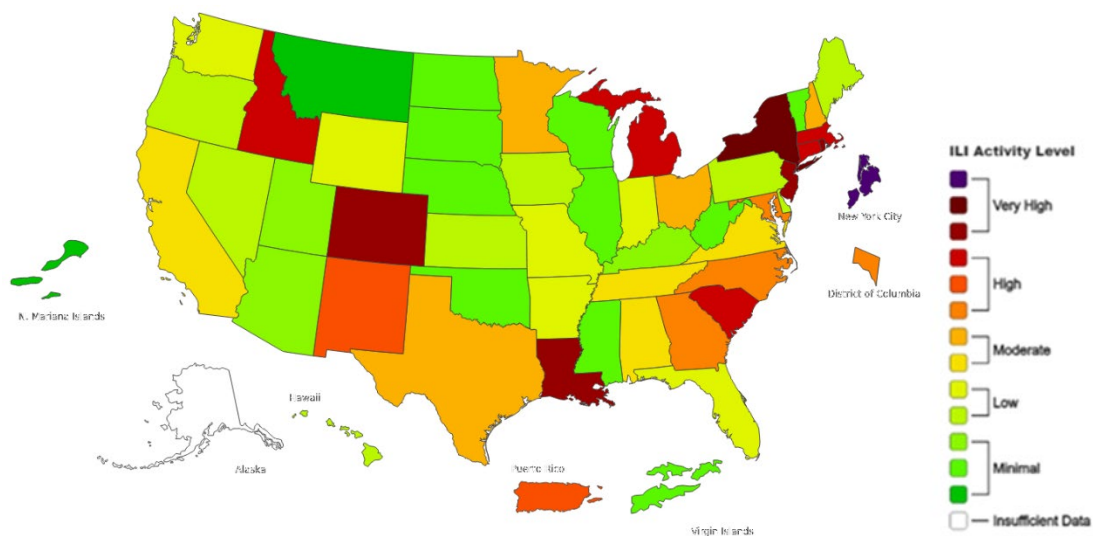 ILI Activity Level
Very High
New York City
High
District of Columbia
N. Mariana Islands
Moderate
Low
Hawaii
Alaska
Puerto Rico
Minimal
Virgin Islands
Insufficient Data